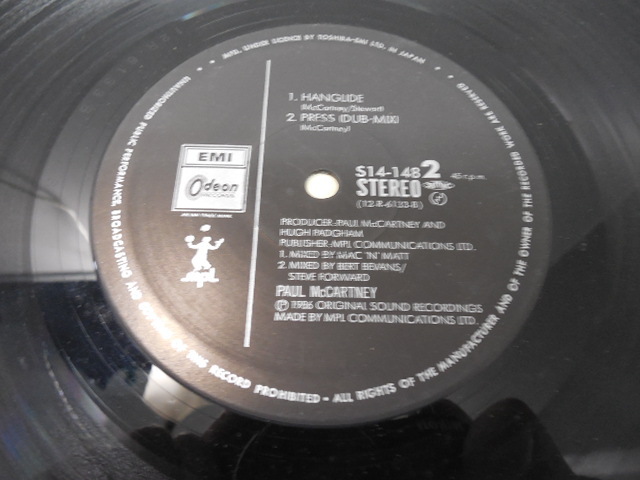 MFD. UNDER LICENCE BY TOSHIBA-EMI LTD. IN JAPAN
1. HANGLIDE
(McCartney/Stewart)
2. PRESS (DUB-MIX)
(McCartney)
EMI
Odeon
S14-148 2 45 r.p.m.
STEREO
(12-R-6133-B)
PRODUCER: PAUL McCARTNEY AND
HUGH PADGHAM
PUBLISHER: MPL COMMUNICATIONS LTD.
1. MIXED BY MAC 'N' MATT
2. MIXED BY BERT BEVANS/
STEVE FORWARD
PAUL McCARTNEY
℗ 1986 ORIGINAL SOUND RECORDINGS
MADE BY MPL COMMUNICATIONS LTD.
UNAUTHORIZED PUBLIC PERFORMANCE, BROADCASTING AND COPYING OF THIS RECORD PROHIBITED - ALL RIGHTS OF THE MANUFACTURER AND OF THE OWNER OF THE RECORDED WORK ARE RESERVED